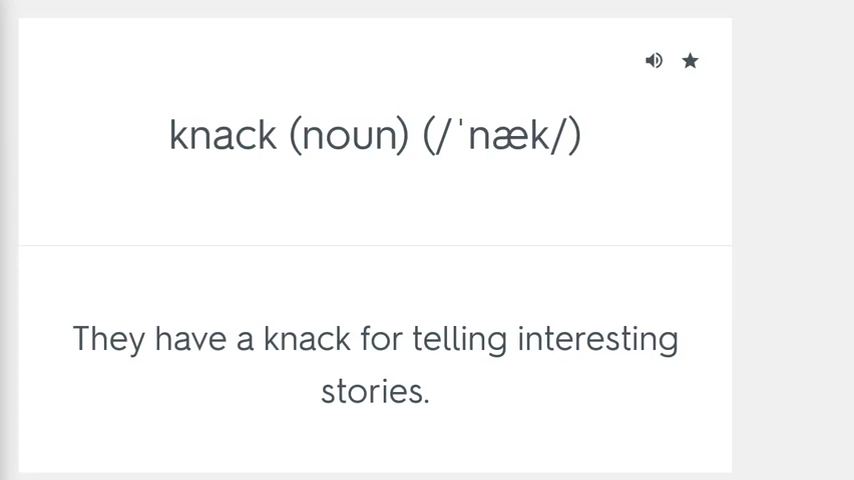 knack (noun) (/ˈnæk/)
They have a knack for telling interesting
stories.